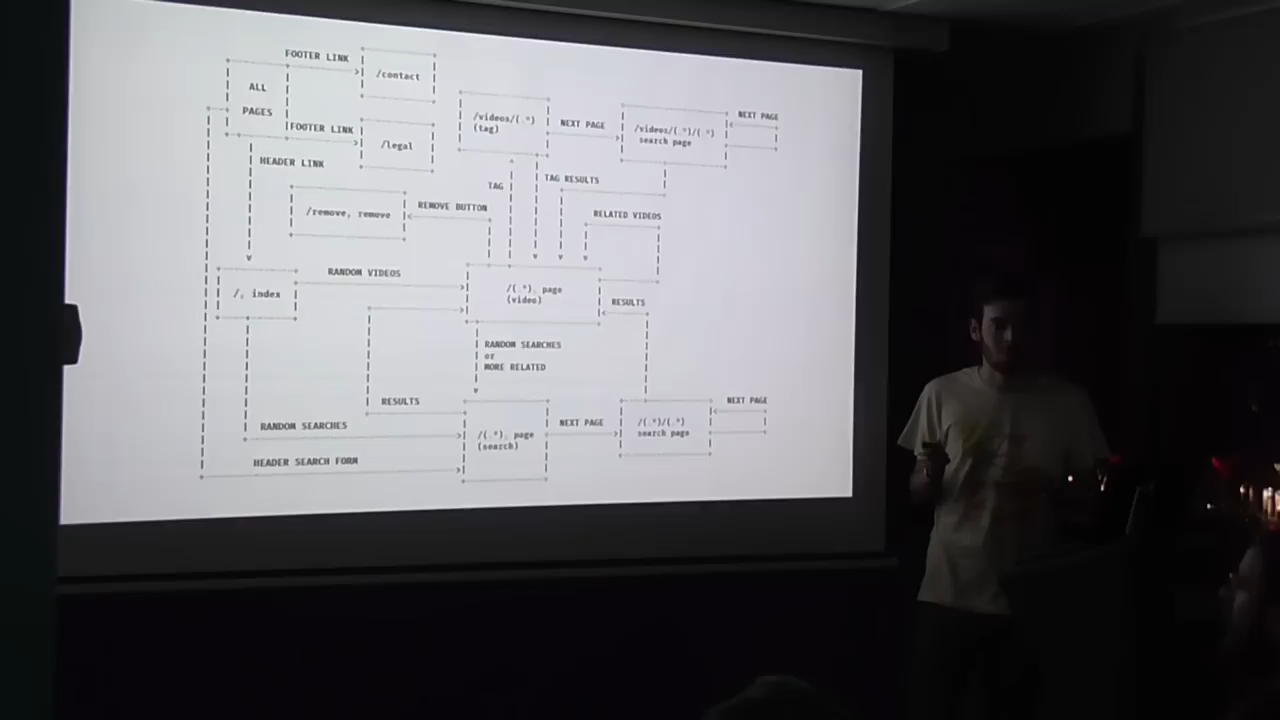 FOOTER LINK
/contact
ALL
PAGES
FOOTER LINK
/legal
HEADER LINK
/videos/(.*)
(tag)
NEXT PAGE
/videos/(.*)/(.*)
search page
NEXT PAGE
TAG
TAG RESULTS
/remove, remove
REMOVE BUTTON
RELATED VIDEOS
/, index
RANDOM VIDEOS
/(.*), page
(video)
RESULTS
RANDOM SEARCHES
or
MORE RELATED
RESULTS
RANDOM SEARCHES
HEADER SEARCH FORM
/(.*), page
(search)
NEXT PAGE
/(.*)/(.*)
search page
NEXT PAGE